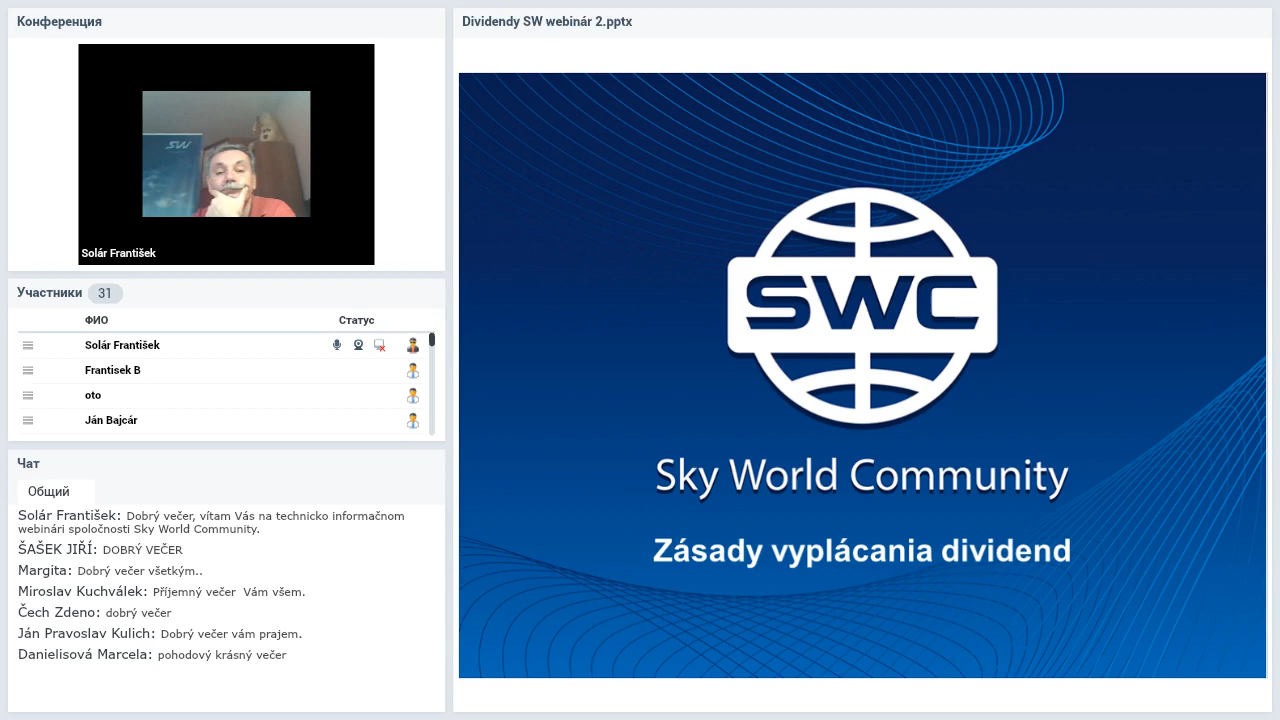 Конференция
SW
Solár František
Участники 31
ФИО Статус
Solár František
Frantisek B
oto
Ján Bajcár
Чат
Общий
Solár František: Dobrý večer, vítam Vás na technicko informačnom
webinári spoločnosti Sky World Community.
ŠAŠEK JIŘÍ: DOBRÝ VEČER
Margita: Dobrý večer všetkým..
Miroslav Kuchválek: Příjemný večer  Vám všem.
Čech Zdeno: dobrý večer
Ján Pravoslav Kulich: Dobrý večer vám prajem.
Danielisová Marcela: pohodový krásný večer
Dividendy SW webinár 2.pptx
SWC
Sky World Community
Zásady vyplácania dividend